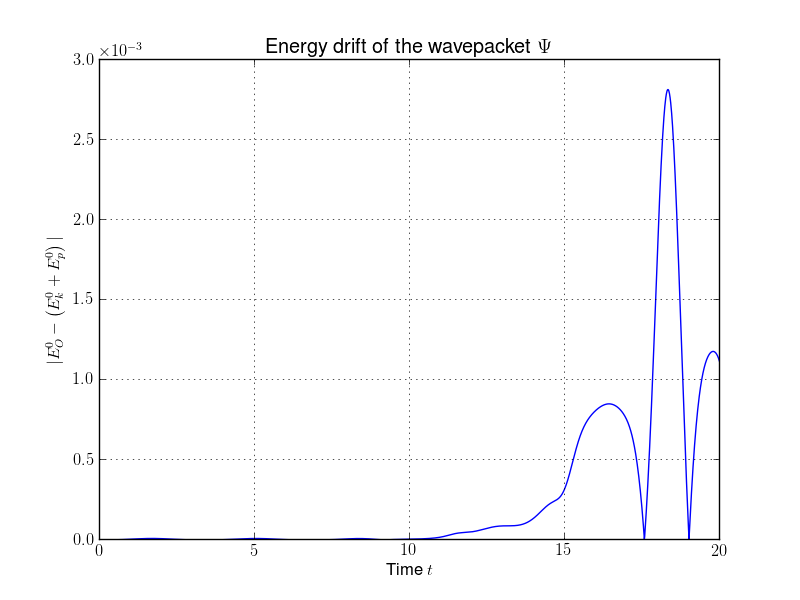 Energy drift of the wavepacket Ψ
×10⁻³
3.0
2.5
2.0
1.5
1.0
0.5
0.0
|E_O^0 − (E_k^0 + E_p^0) |
0 5 10 15 20
Time t